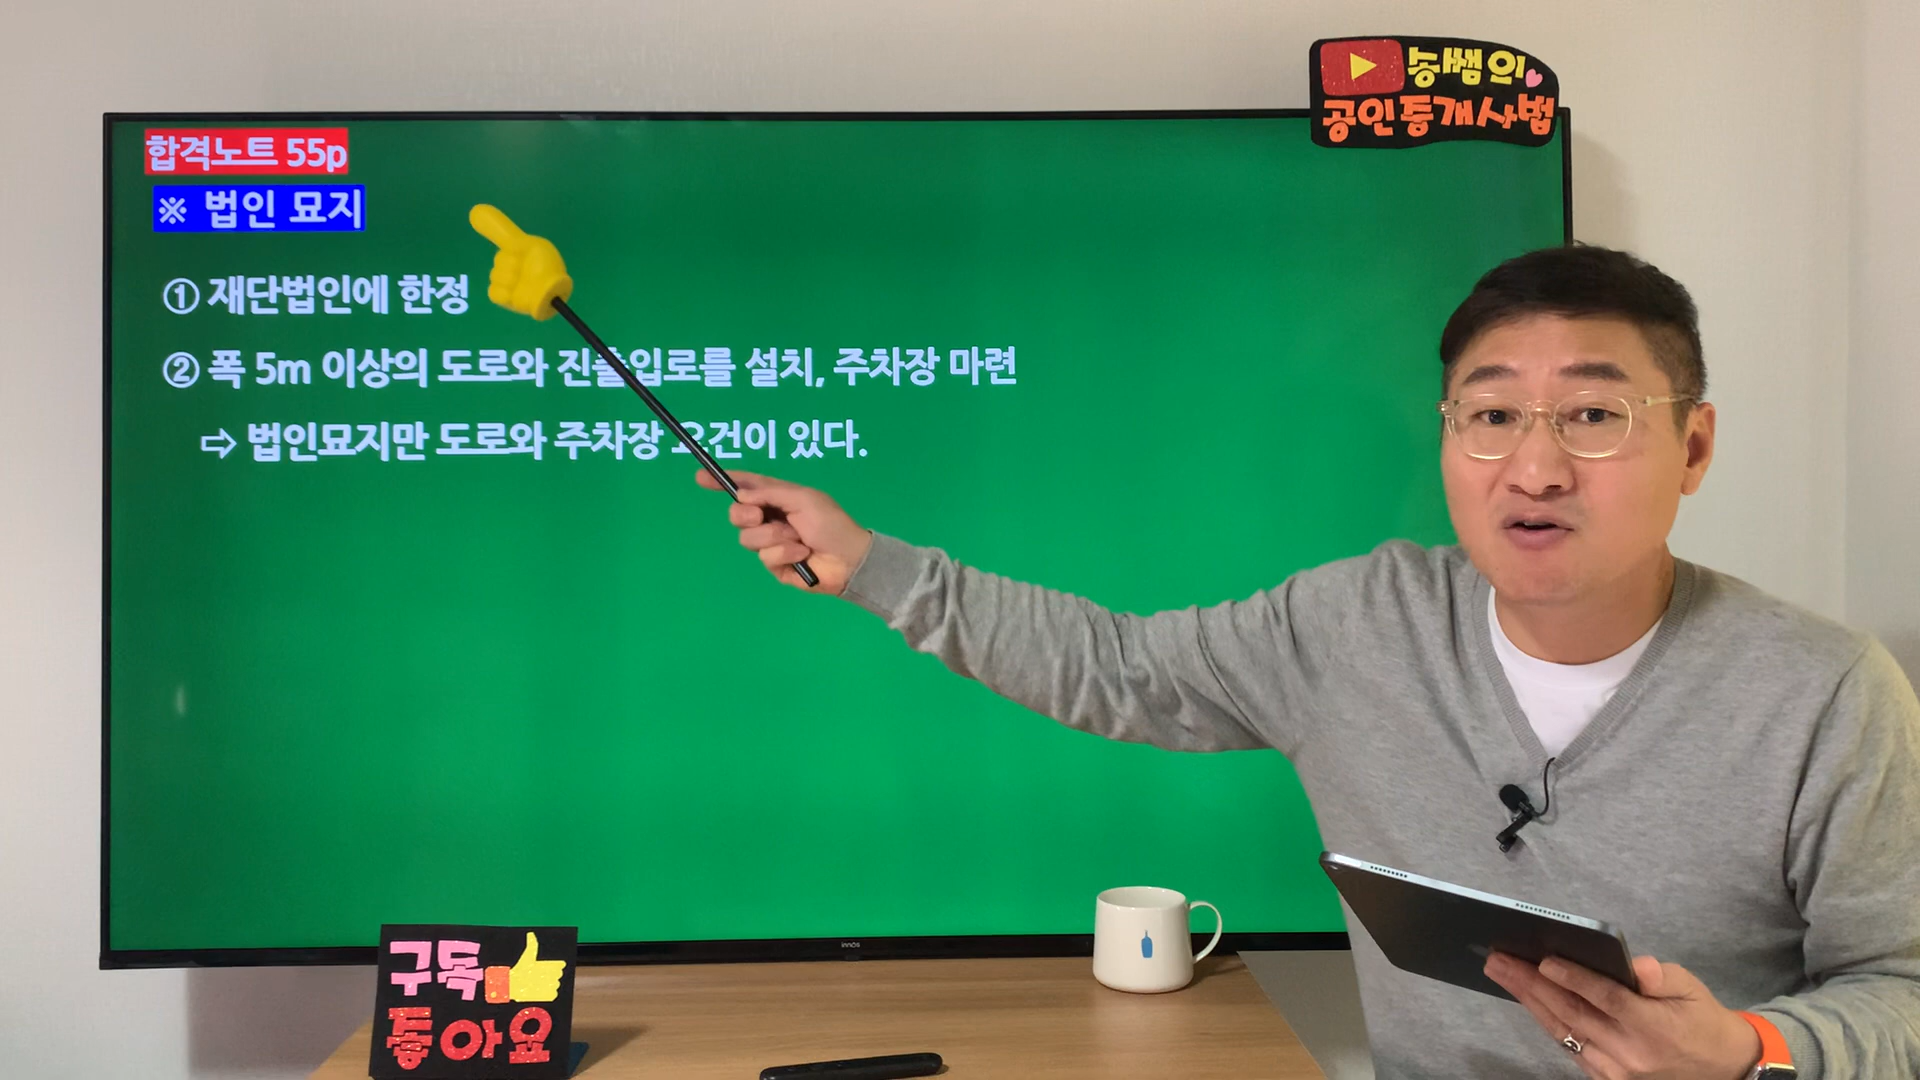 송쌤의
공인중개사법
합격노트 55p
※ 법인 묘지
① 재단법인에 한정
② 폭 5m 이상의 도로와 진출입로를 설치, 주차장 마련
⇨ 법인묘지만 도로와 주차장 요건이 있다.
innos
구독
좋아요